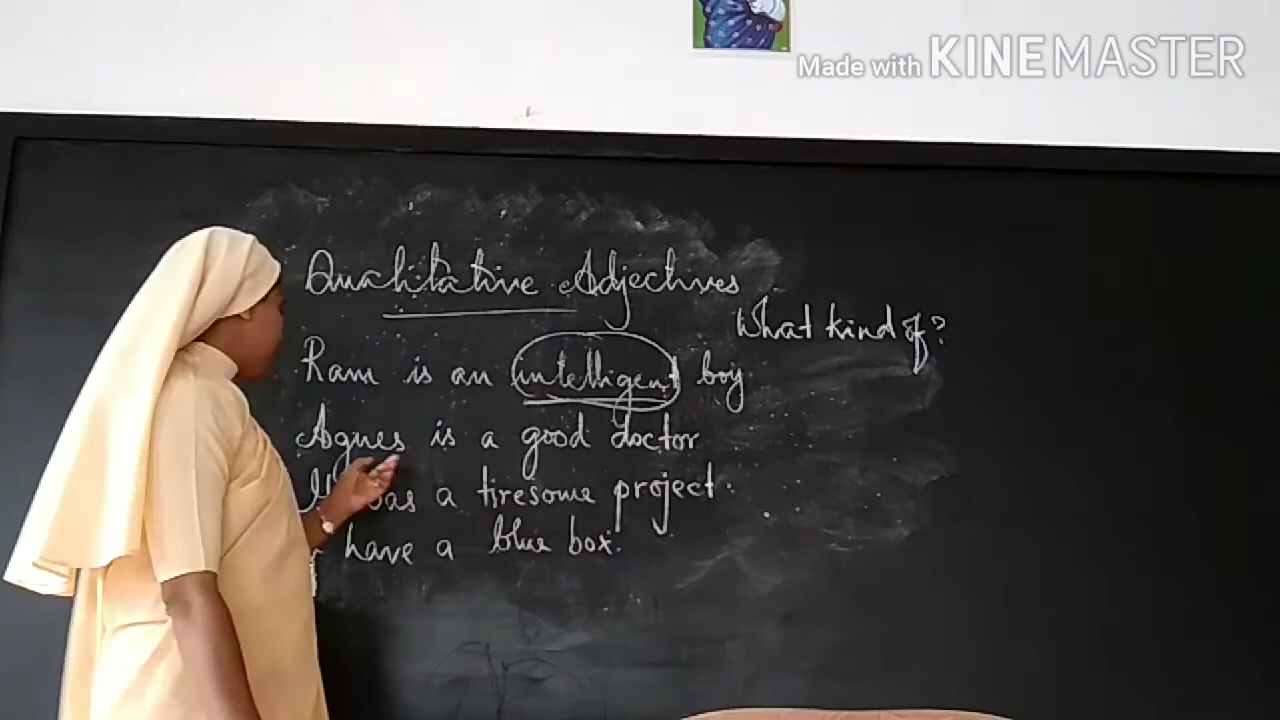 Made with KINEMASTER
Qualitative Adjectives
What kind of?
Ram is an intelligent boy
Agnes is a good doctor
was a tiresome project.
have a blue box.